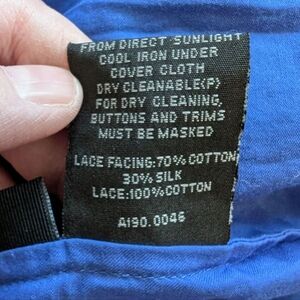 FROM DIRECT SUNLIGHT
COOL IRON UNDER
COVER CLOTH
DRY CLEANABLE(P)
FOR DRY CLEANING,
BUTTONS AND TRIMS
MUST BE MASKED
LACE FACING:70% COTTON
30% SILK
LACE:100%COTTON
A190.0046